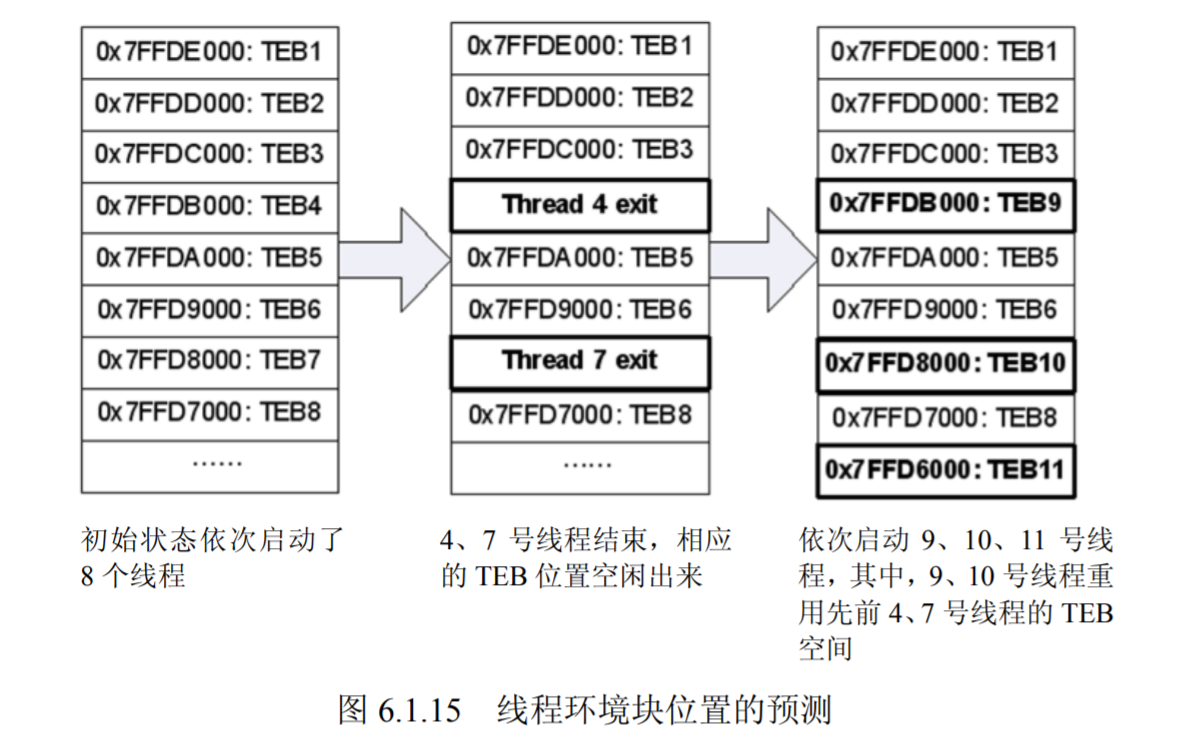 0x7FFDE000: TEB1
0x7FFDD000: TEB2
0x7FFDC000: TEB3
0x7FFDB000: TEB4
0x7FFDA000: TEB5
0x7FFD9000: TEB6
0x7FFD8000: TEB7
0x7FFD7000: TEB8
......
初始状态依次启动了
8 个线程
0x7FFDE000: TEB1
0x7FFDD000: TEB2
0x7FFDC000: TEB3
Thread 4 exit
0x7FFDA000: TEB5
0x7FFD9000: TEB6
Thread 7 exit
0x7FFD7000: TEB8
......
4、7 号线程结束，相应
的 TEB 位置空闲出来
0x7FFDE000: TEB1
0x7FFDD000: TEB2
0x7FFDC000: TEB3
0x7FFDB000: TEB9
0x7FFDA000: TEB5
0x7FFD9000: TEB6
0x7FFD8000: TEB10
0x7FFD7000: TEB8
0x7FFD6000: TEB11
依次启动 9、10、11 号线
程，其中，9、10 号线程重
用先前 4、7 号线程的 TEB
空间
图 6.1.15 线程环境块位置的预测